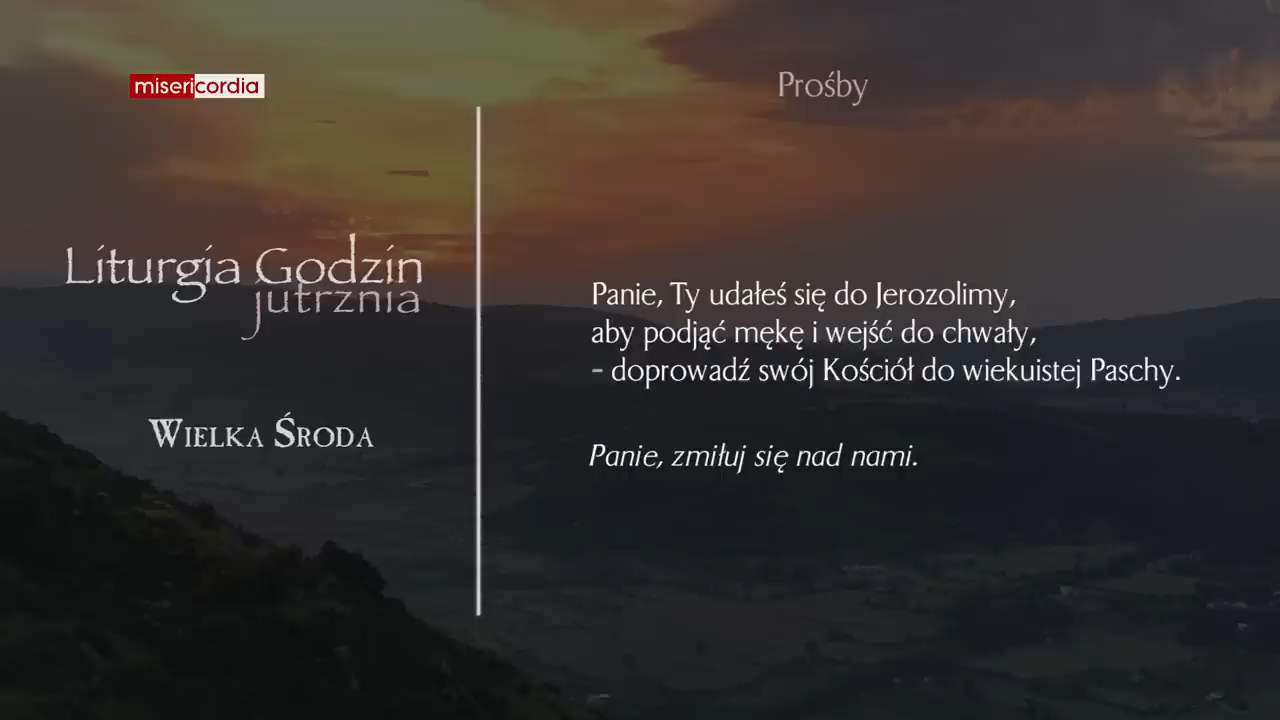 misericordia
Liturgia Godzin
jutrznia
Wielka Środa
Prośby
Panie, Ty udałeś się do Jerozolimy,
aby podjąć mękę i wejść do chwały,
- doprowadź swój Kościół do wiekuistej Paschy.
Panie, zmiłuj się nad nami.